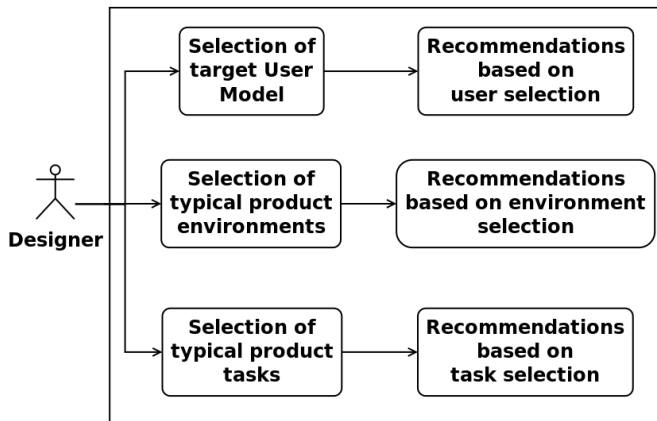 Selection of
target User
Model
Recommendations
based on
user selection
Designer
Selection of
typical product
environments
Recommendations
based on environment
selection
Selection of
typical product
tasks
Recommendations
based on
task selection